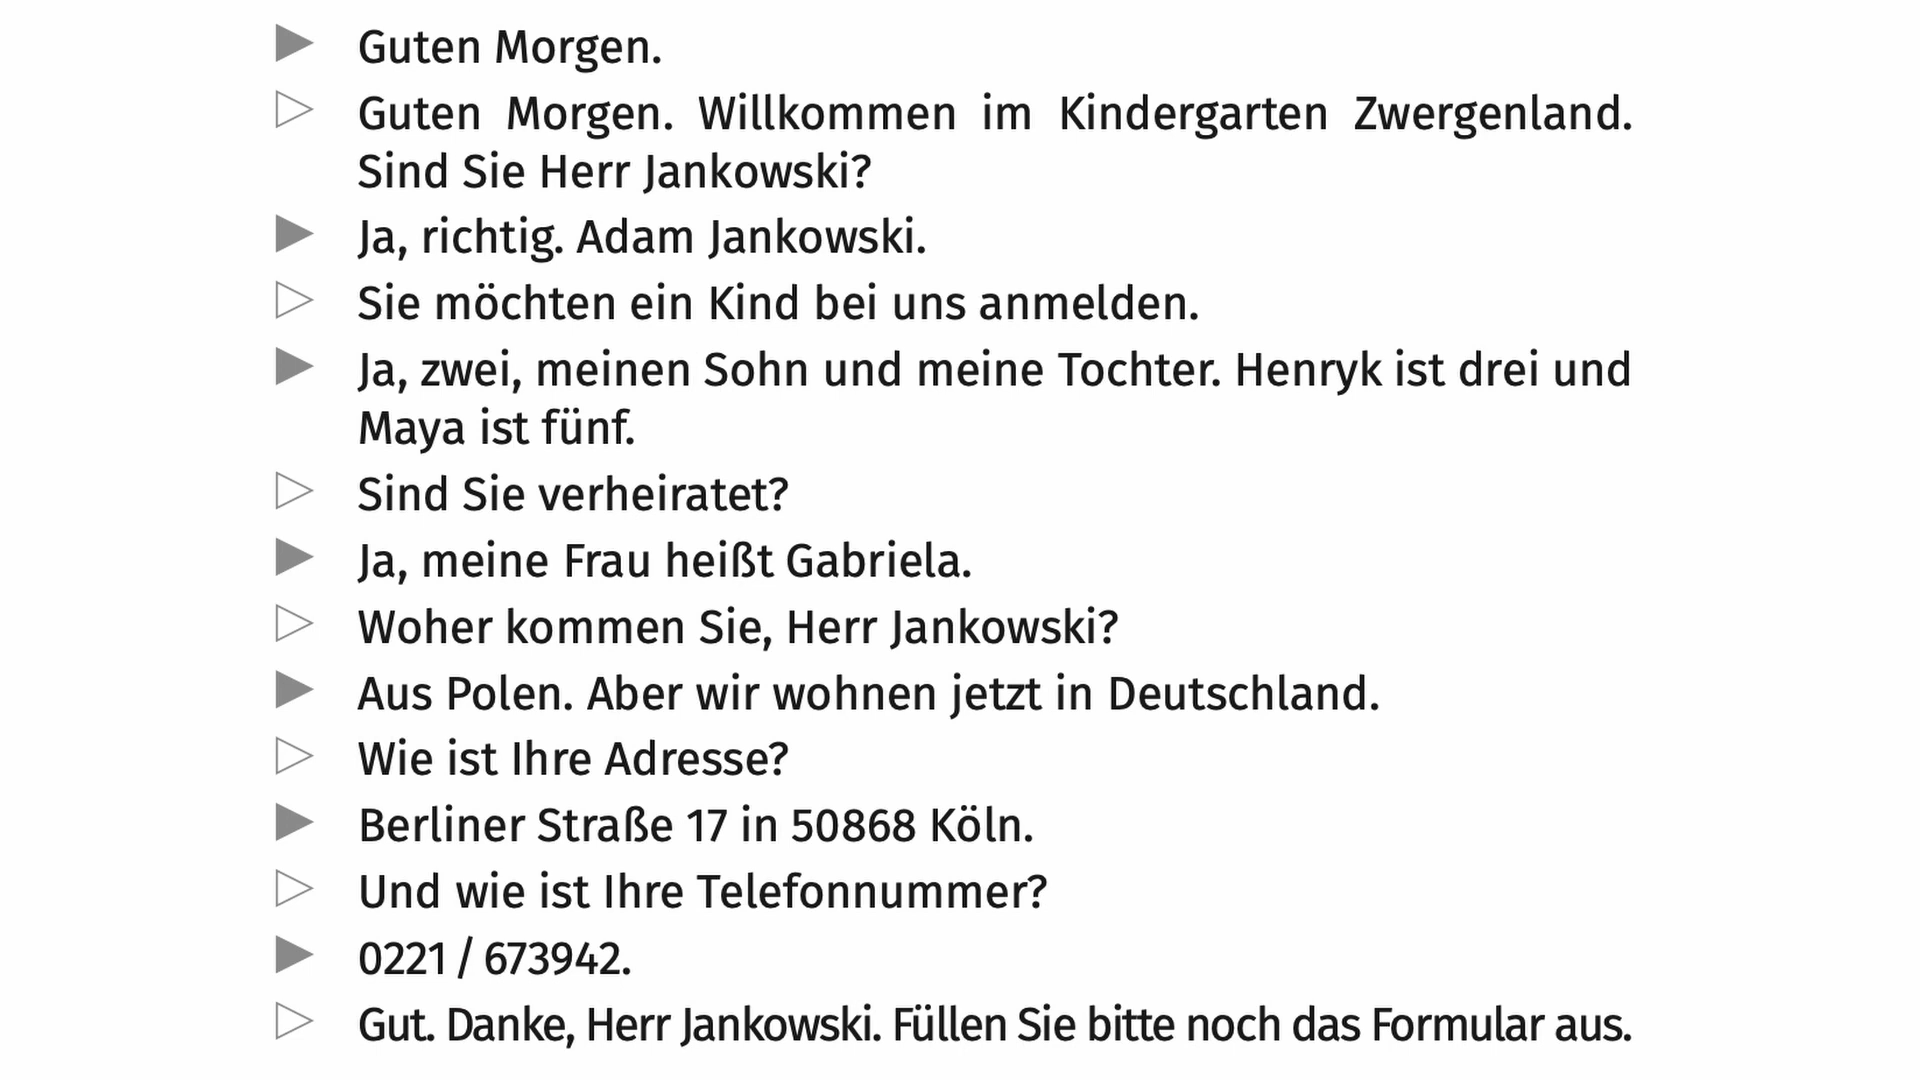 Guten Morgen.
Guten Morgen. Willkommen im Kindergarten Zwergenland.
Sind Sie Herr Jankowski?
Ja, richtig. Adam Jankowski.
Sie möchten ein Kind bei uns anmelden.
Ja, zwei, meinen Sohn und meine Tochter. Henryk ist drei und
Maya ist fünf.
Sind Sie verheiratet?
Ja, meine Frau heißt Gabriela.
Woher kommen Sie, Herr Jankowski?
Aus Polen. Aber wir wohnen jetzt in Deutschland.
Wie ist Ihre Adresse?
Berliner Straße 17 in 50868 Köln.
Und wie ist Ihre Telefonnummer?
0221 / 673942.
Gut. Danke, Herr Jankowski. Füllen Sie bitte noch das Formular aus.